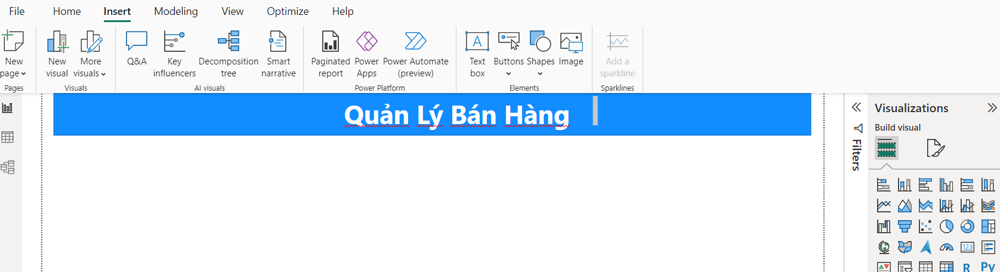 File Home Insert Modeling View Optimize Help
New page
New visual
More visuals
Q&A
Key influencers
Decomposition tree
Smart narrative
Paginated report
Power Apps
Power Automate (preview)
Text box
A
Buttons
Shapes
Image
Add a sparkline
Pages Visuals AI visuals Power Platform Elements Sparklines
Quản Lý Bán Hàng
Filters
Visualizations
Build visual
123
R Py